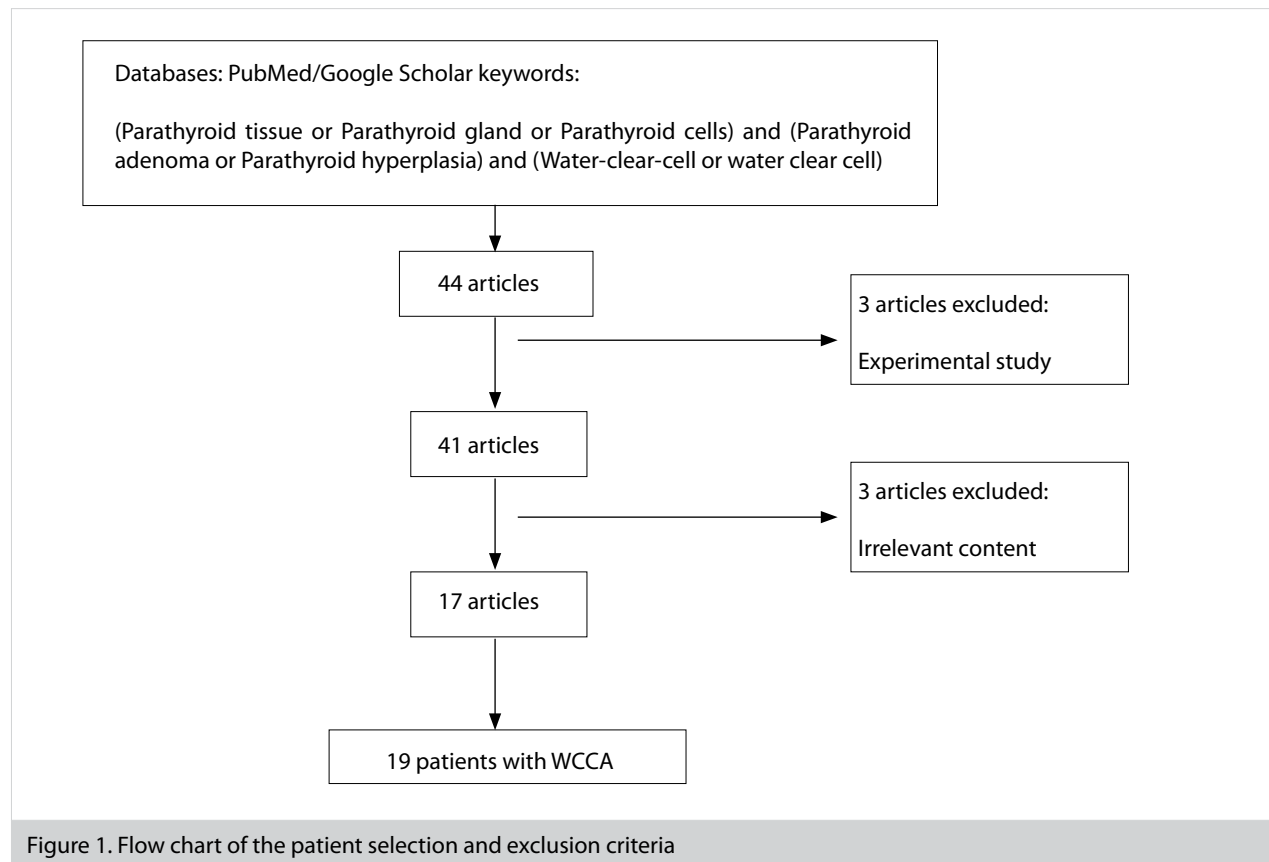 Databases: PubMed/Google Scholar keywords:
(Parathyroid tissue or Parathyroid gland or Parathyroid cells) and (Parathyroid
adenoma or Parathyroid hyperplasia) and (Water-clear-cell or water clear cell)
44 articles
3 articles excluded:
Experimental study
41 articles
3 articles excluded:
Irrelevant content
17 articles
19 patients with WCCA
Figure 1. Flow chart of the patient selection and exclusion criteria